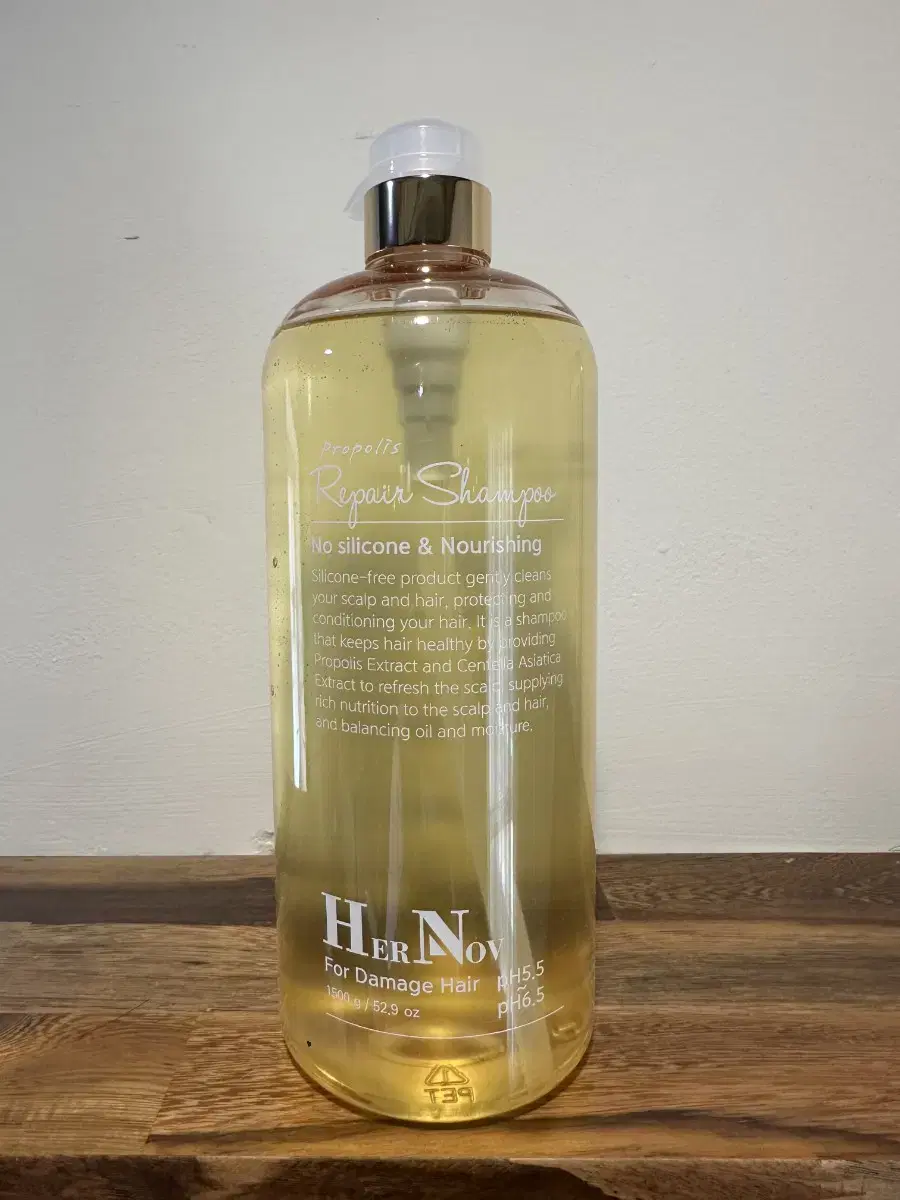 propolis
Repair Shampoo
No silicone & Nourishing
Silicone-free product gently cleans
your scalp and hair, protecting and
conditioning your hair. It is a shampoo
that keeps hair healthy by providing
Propolis Extract and Centella Asiatica
Extract to refresh the scalp, supplying
rich nutrition to the scalp and hair,
and balancing oil and moisture.
HERNOV
For Damage Hair pH5.5
~
1500 g / 52.9 oz pH6.5
PET